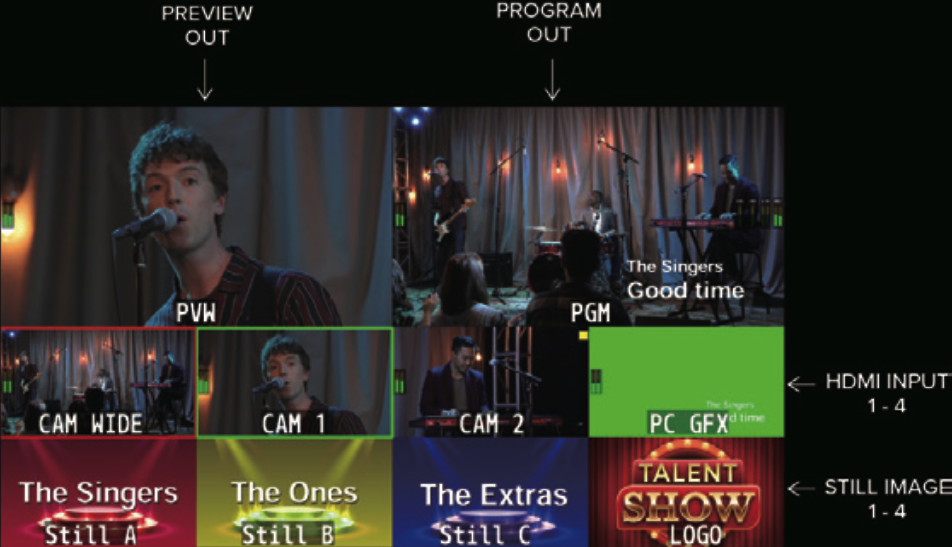 PREVIEW
OUT
PROGRAM
OUT
The Singers
Good time
PVW
PGM
CAM WIDE
CAM 1
CAM 2
The Singers
d time
PC GFX
HDMI INPUT
1 - 4
The Singers
Still A
The Ones
Still B
The Extras
Still C
TALENT
SHOW
LOGO
STILL IMAGE
1 - 4